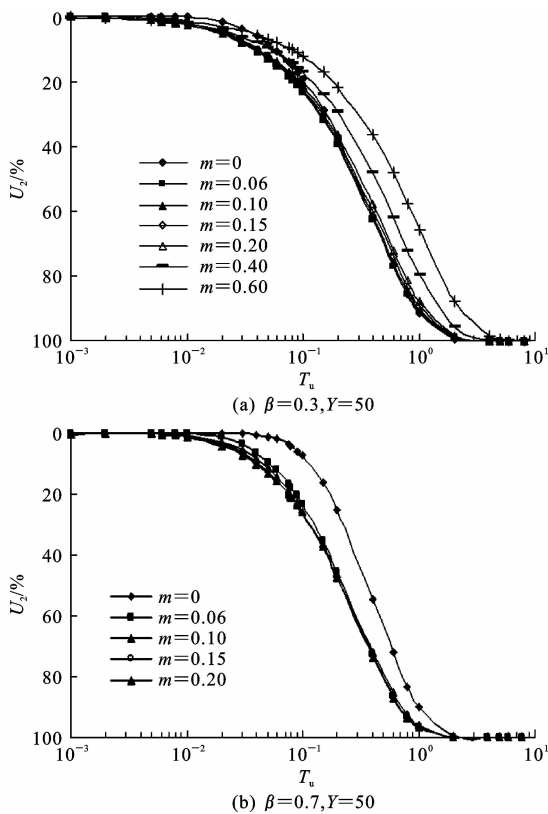 0
20
40
60
80
100
U₂/%
m=0
m=0.06
m=0.10
m=0.15
m=0.20
m=0.40
m=0.60
10⁻³ 10⁻² 10⁻¹ 10⁰ 10¹
Tᵤ
(a) β=0.3,Y=50
0
20
40
60
80
100
U₂/%
m=0
m=0.06
m=0.10
m=0.15
m=0.20
10⁻³ 10⁻² 10⁻¹ 10⁰ 10¹
Tᵤ
(b) β=0.7,Y=50